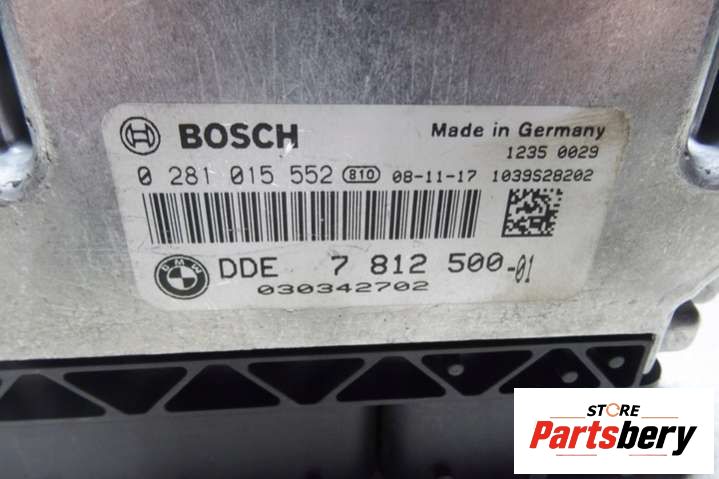 BOSCH
Made in Germany
1235 0029
0 281 015 552 810 08-11-17 1039S28202
BMW DDE 7 812 500-01
030342702
STORE
Partsbery